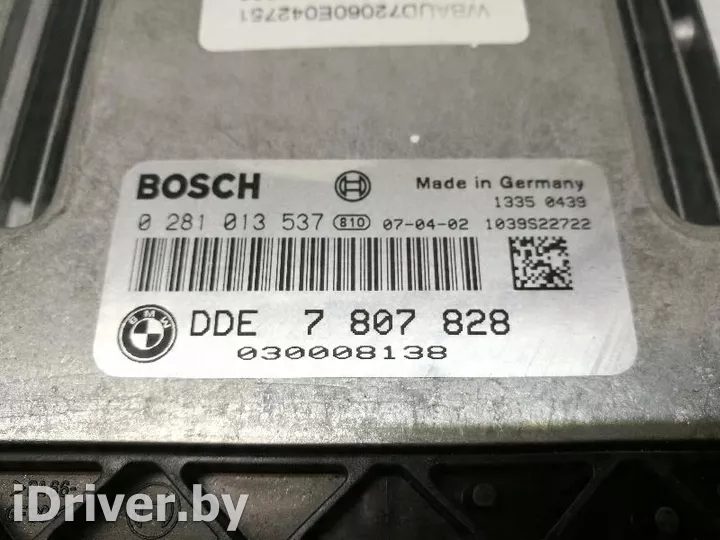 WBAUD72060E042751
BOSCH
Made in Germany
1335 0439
0 281 013 537 810 07-04-02 1039S22722
BMW
DDE 7 807 828
030008138
iDriver.by